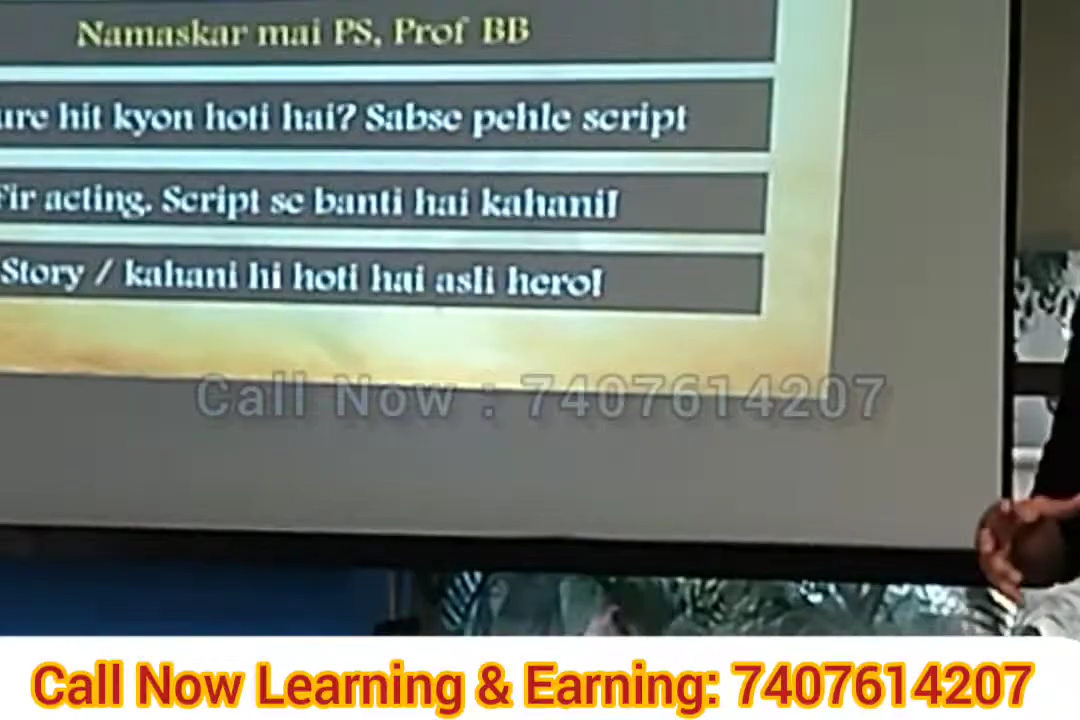 Namaskar mai PS, Prof BB
ure hit kyon hoti hai? Sabse pehle script
Fir acting. Script se banti hai kahani!
Story / kahani hi hoti hai asli hero!
Call Now : 7407614207
Call Now Learning & Earning: 7407614207